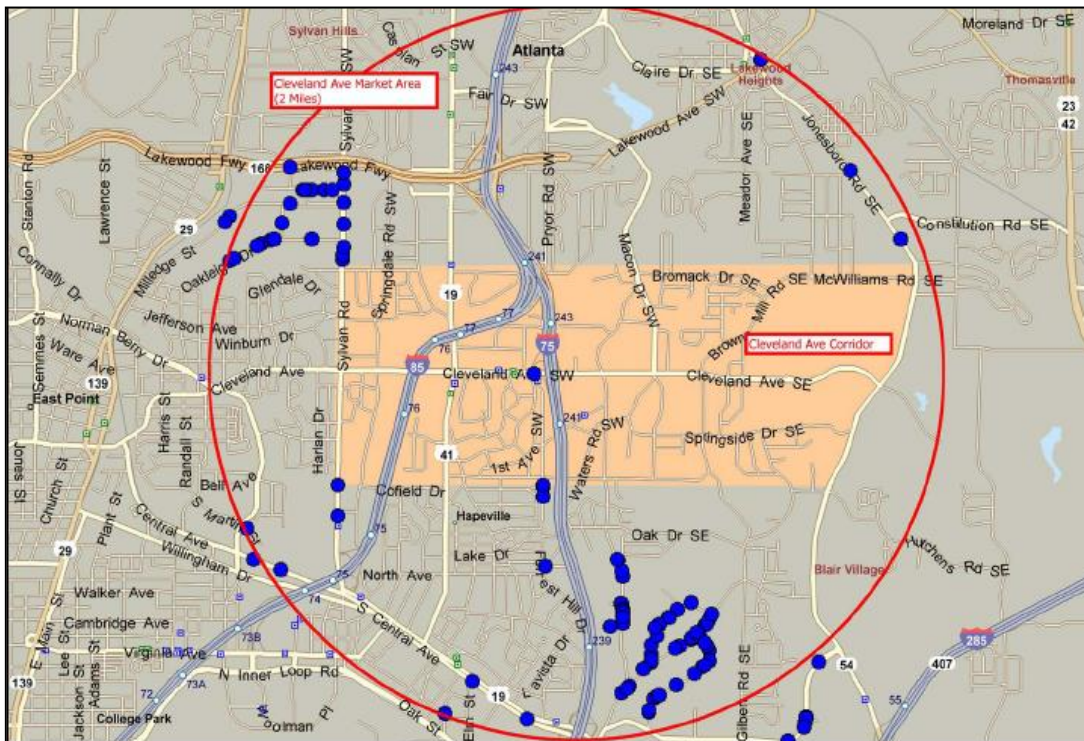 Sylvan Hills
Sylvan Rd SW
St SW
Atlanta
243
Moreland Dr SE
Claire Dr SE
Lakewood
Heights
Thomasville
Cleveland Ave Market Area
(2 Miles)
Fair Dr SW
23
42
Stanton Rd
Lawrence St
Lakewood Fwy
166
Lakewood Fwy
Lakewood Ave SW
Meador Ave SE
Jonesboro Rd SE
Pryor Rd SW
Macon Dr SW
Constitution Rd SE
29
Connally Dr
Milledge St
Oakleigh Dr
Springdale Rd SW
241
Bromack Dr SE
SE McWilliams Rd SE
Glendale Dr
19
Norman Berry Dr
Jefferson Ave
Winburn Dr
Sylvan Rd
77
77
76
243
75
Cleveland Ave Corridor
Semmes St
Ware Ave
139
Cleveland Ave
85
Cleveland Ave SW
Cleveland Ave SE
East Point
Harris St
Randall St
76
241
Springside Dr SE
Harlan Dr
41
1st Ave SW
Waters Rd SW
Jones St
Church St
Plant St
Bell Ave
Cofield Dr
S Martin St
Central Ave
Willingham Dr
75
Hapeville
Oak Dr SE
Hutchens Rd SE
29
Lake Dr
North Ave
Forrest Hill Dr
Blair Village
Walker Ave
75
74
Cambridge Ave
S Central Ave
285
E Main St
Lee St
Virginia Ave
73B
239
54
407
139
Jackson St
Adams St
73A
N Inner Loop Rd
72
19
55
College Park
Oak St
Elm St
Gilbert Rd SE